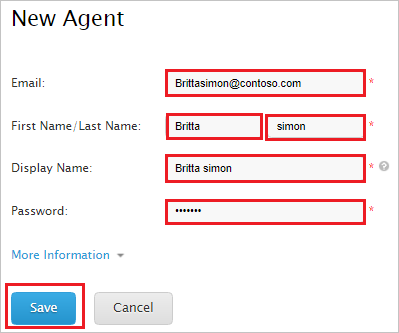 New Agent
Email: Brittasimon@contoso.com *
First Name/Last Name: Britta simon *
Display Name: Britta simon * ?
Password: ••••••• *
More Information
Save Cancel